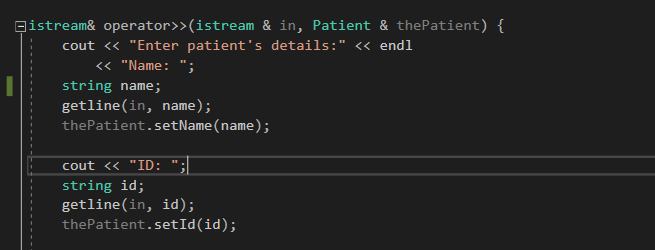 istream& operator>>(istream & in, Patient & thePatient) {
cout << "Enter patient's details:" << endl
<< "Name: ";
string name;
getline(in, name);
thePatient.setName(name);
cout << "ID: ";
string id;
getline(in, id);
thePatient.setId(id);